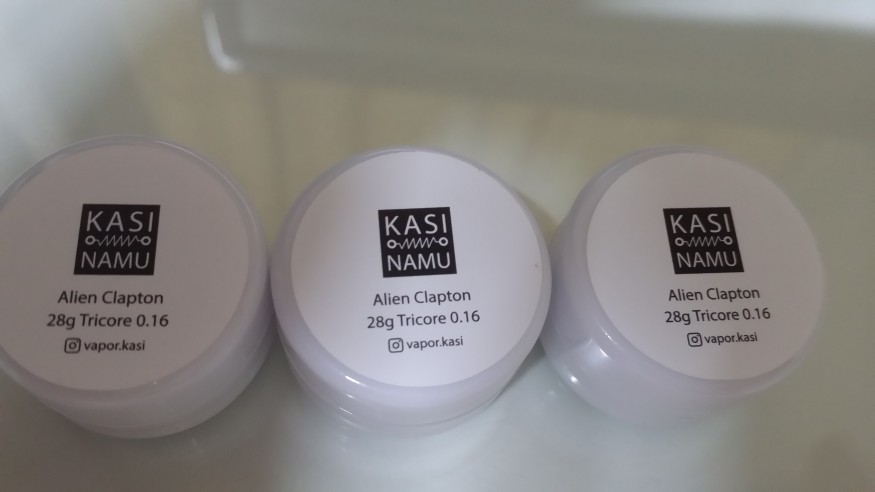 KASI
NAMU
Alien Clapton
28g Tricore 0.16
vapor.kasi
KASI
NAMU
Alien Clapton
28g Tricore 0.16
vapor.kasi
KASI
NAMU
Alien Clapton
28g Tricore 0.16
vapor.kasi